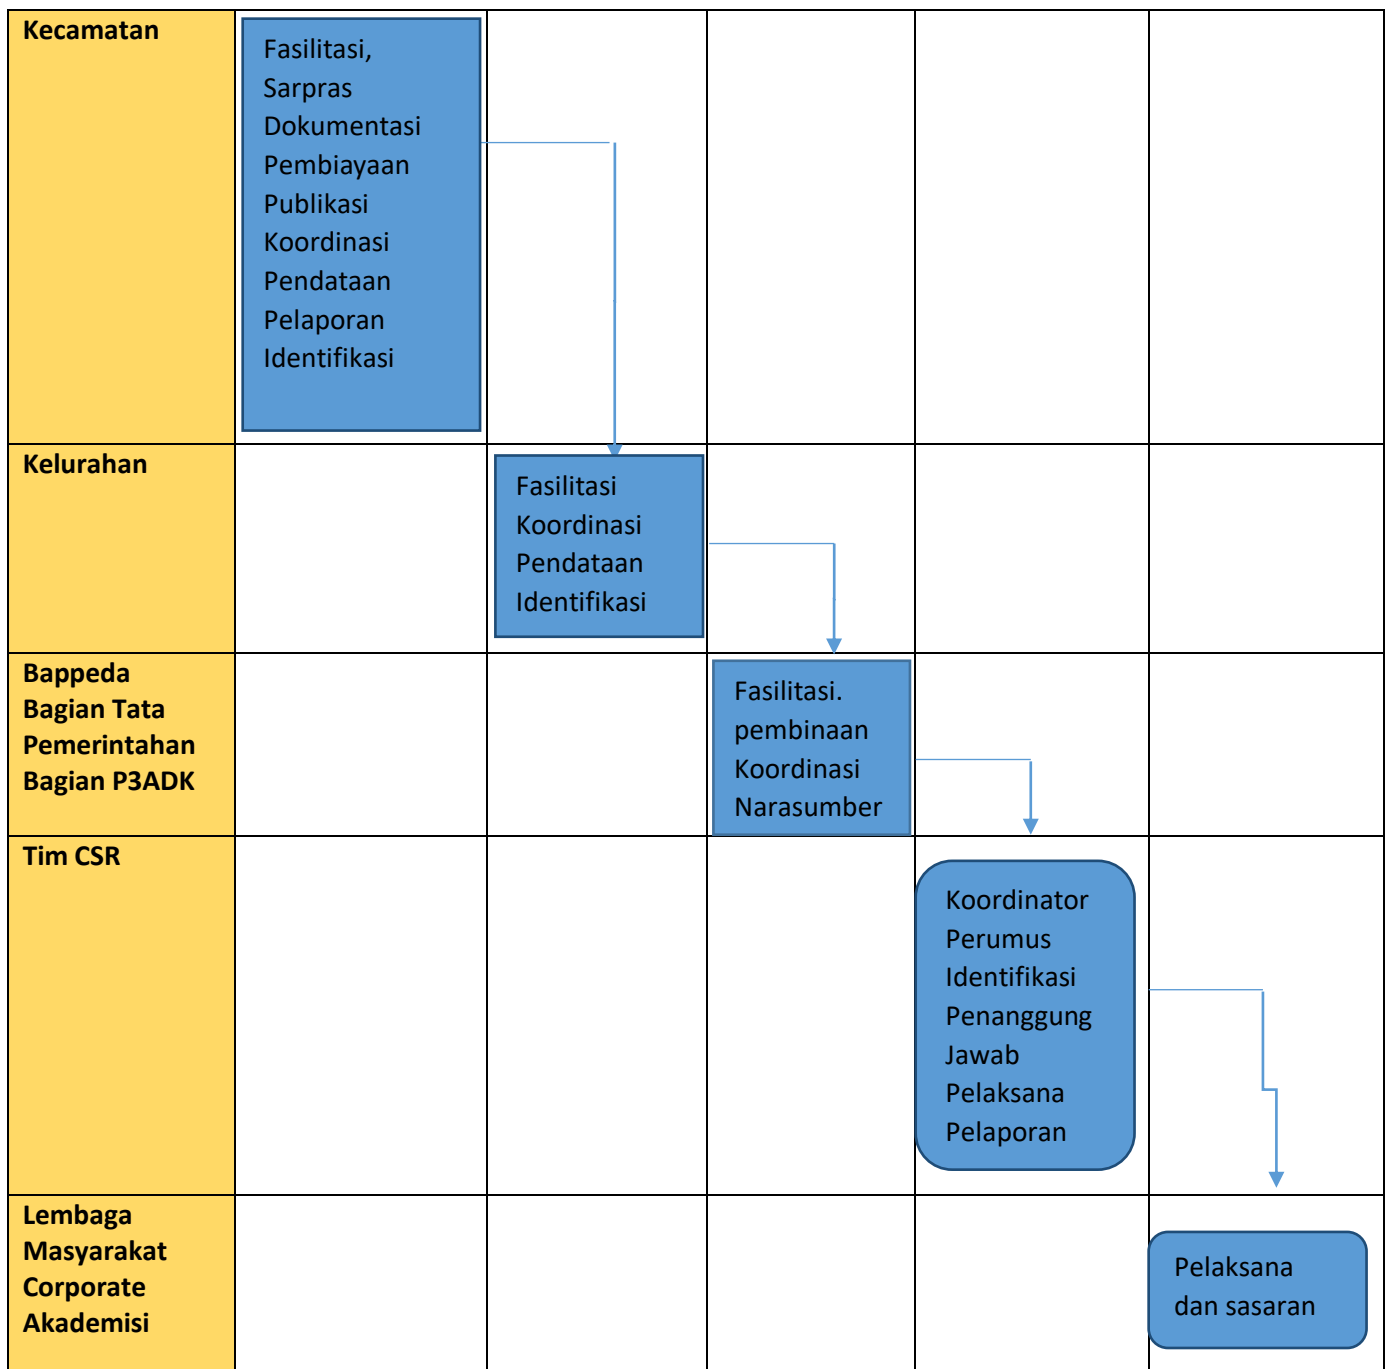 Kecamatan
Fasilitasi,
Sarpras
Dokumentasi
Pembiayaan
Publikasi
Koordinasi
Pendataan
Pelaporan
Identifikasi
Kelurahan
Fasilitasi
Koordinasi
Pendataan
Identifikasi
Bappeda
Bagian Tata
Pemerintahan
Bagian P3ADK
Fasilitasi.
pembinaan
Koordinasi
Narasumber
Tim CSR
Koordinator
Perumus
Identifikasi
Penanggung
Jawab
Pelaksana
Pelaporan
Lembaga
Masyarakat
Corporate
Akademisi
Pelaksana
dan sasaran